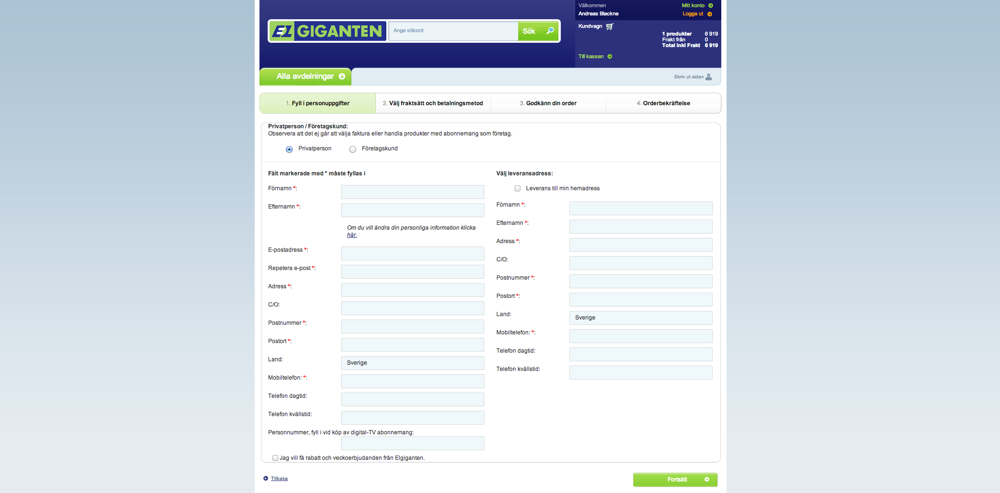 Välkommen
Mitt konto
Andreas Blackne
Logga ut
EL GIGANTEN
Ange sökord
Sök
Kundvagn
1 produkter 6 919
Frakt från 0
Total inkl Frakt 6 919
Till kassan
Alla avdelningar
Skriv ut sidan
1. Fyll i personuppgifter
2. Välj fraktsätt och betalningsmetod
3. Godkänn din order
4. Orderbekräftelse
Privatperson / Företagskund:
Observera att det ej går att välja faktura eller handla produkter med abonnemang som företag.
Privatperson
Företagskund
Fält markerade med * måste fyllas i
Förnamn *:
Efternamn *:
Om du vill ändra din personliga information klicka
här.
E-postadress *:
Repetera e-post *:
Adress *:
C/O:
Postnummer *:
Postort *:
Land:
Sverige
Mobiltelefon: *:
Telefon dagtid:
Telefon kvällstid:
Personnummer, fyll i vid köp av digital-TV abonnemang:
Jag vill få rabatt och veckoerbjudanden från Elgiganten.
Välj leveransadress:
Leverans till min hemadress
Förnamn *:
Efternamn *:
Adress *:
C/O:
Postnummer *:
Postort *:
Land:
Sverige
Mobiltelefon: *:
Telefon dagtid:
Telefon kvällstid:
Tillbaka
Fortsätt